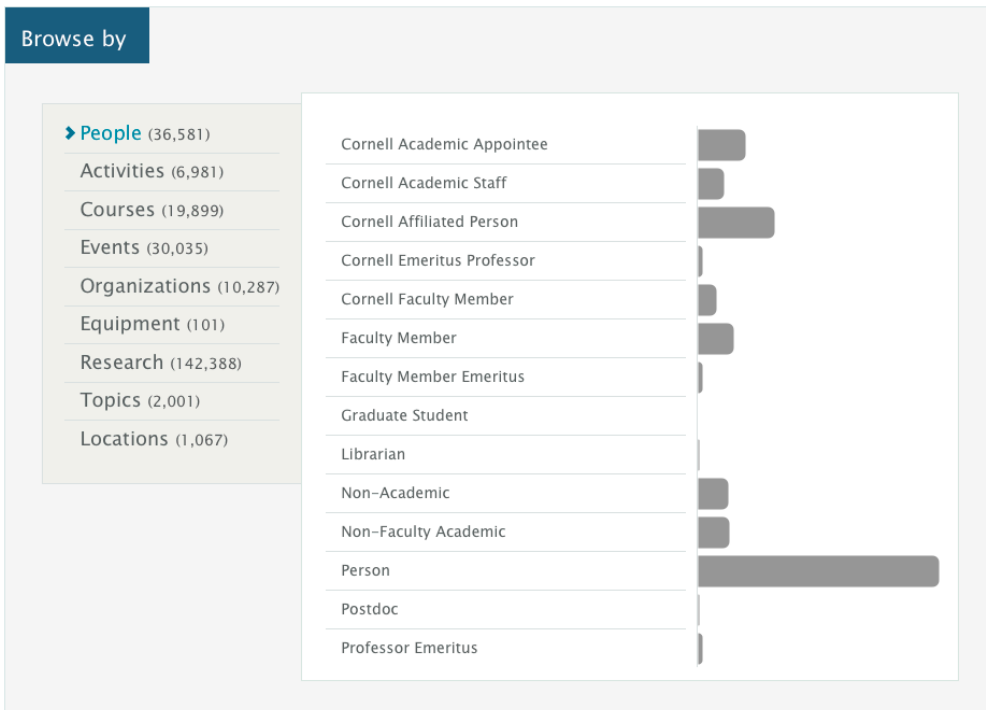 Browse by
People (36,581)
Activities (6,981)
Courses (19,899)
Events (30,035)
Organizations (10,287)
Equipment (101)
Research (142,388)
Topics (2,001)
Locations (1,067)
Cornell Academic Appointee
Cornell Academic Staff
Cornell Affiliated Person
Cornell Emeritus Professor
Cornell Faculty Member
Faculty Member
Faculty Member Emeritus
Graduate Student
Librarian
Non-Academic
Non-Faculty Academic
Person
Postdoc
Professor Emeritus